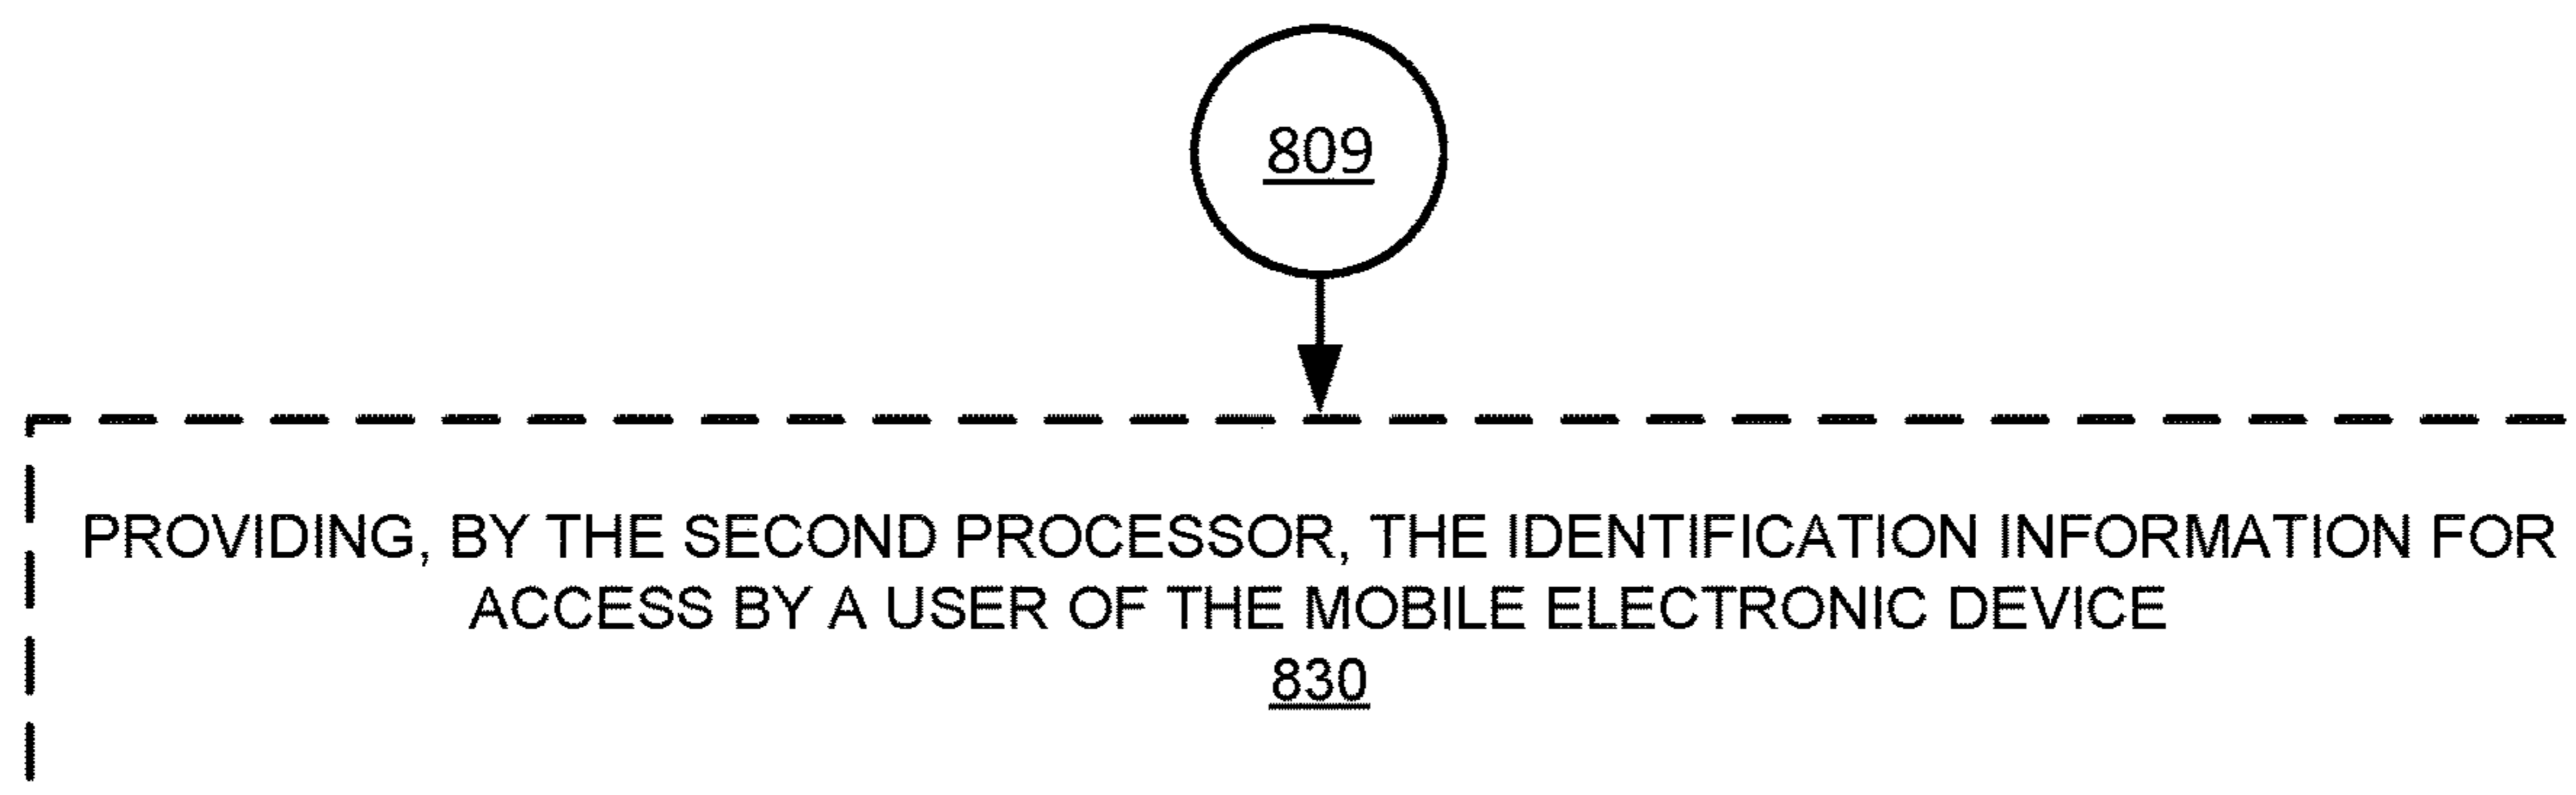 809
PROVIDING, BY THE SECOND PROCESSOR, THE IDENTIFICATION INFORMATION FOR
ACCESS BY A USER OF THE MOBILE ELECTRONIC DEVICE
830